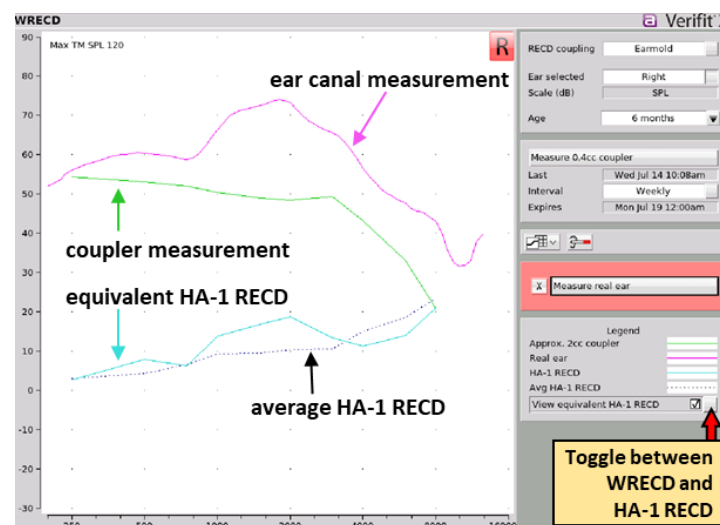 WRECD
a Verifit
90
80
70
60
50
40
30
20
10
0
-10
-20
-30
Max TM SPL 120
R
ear canal measurement
coupler measurement
equivalent HA-1 RECD
average HA-1 RECD
250
500
1000
2000
4000
8000
16000
RECD coupling Earmold
Ear selected Right
Scale (dB) SPL
Age 6 months
Measure 0.4cc coupler
Last Wed Jul 14 10:08am
Interval Weekly
Expires Mon Jul 19 12:00am
X Measure real ear
Legend
Approx. 2cc coupler
Real ear
HA-1 RECD
Avg HA-1 RECD
View equivalent HA-1 RECD
Toggle between
WRECD and
HA-1 RECD